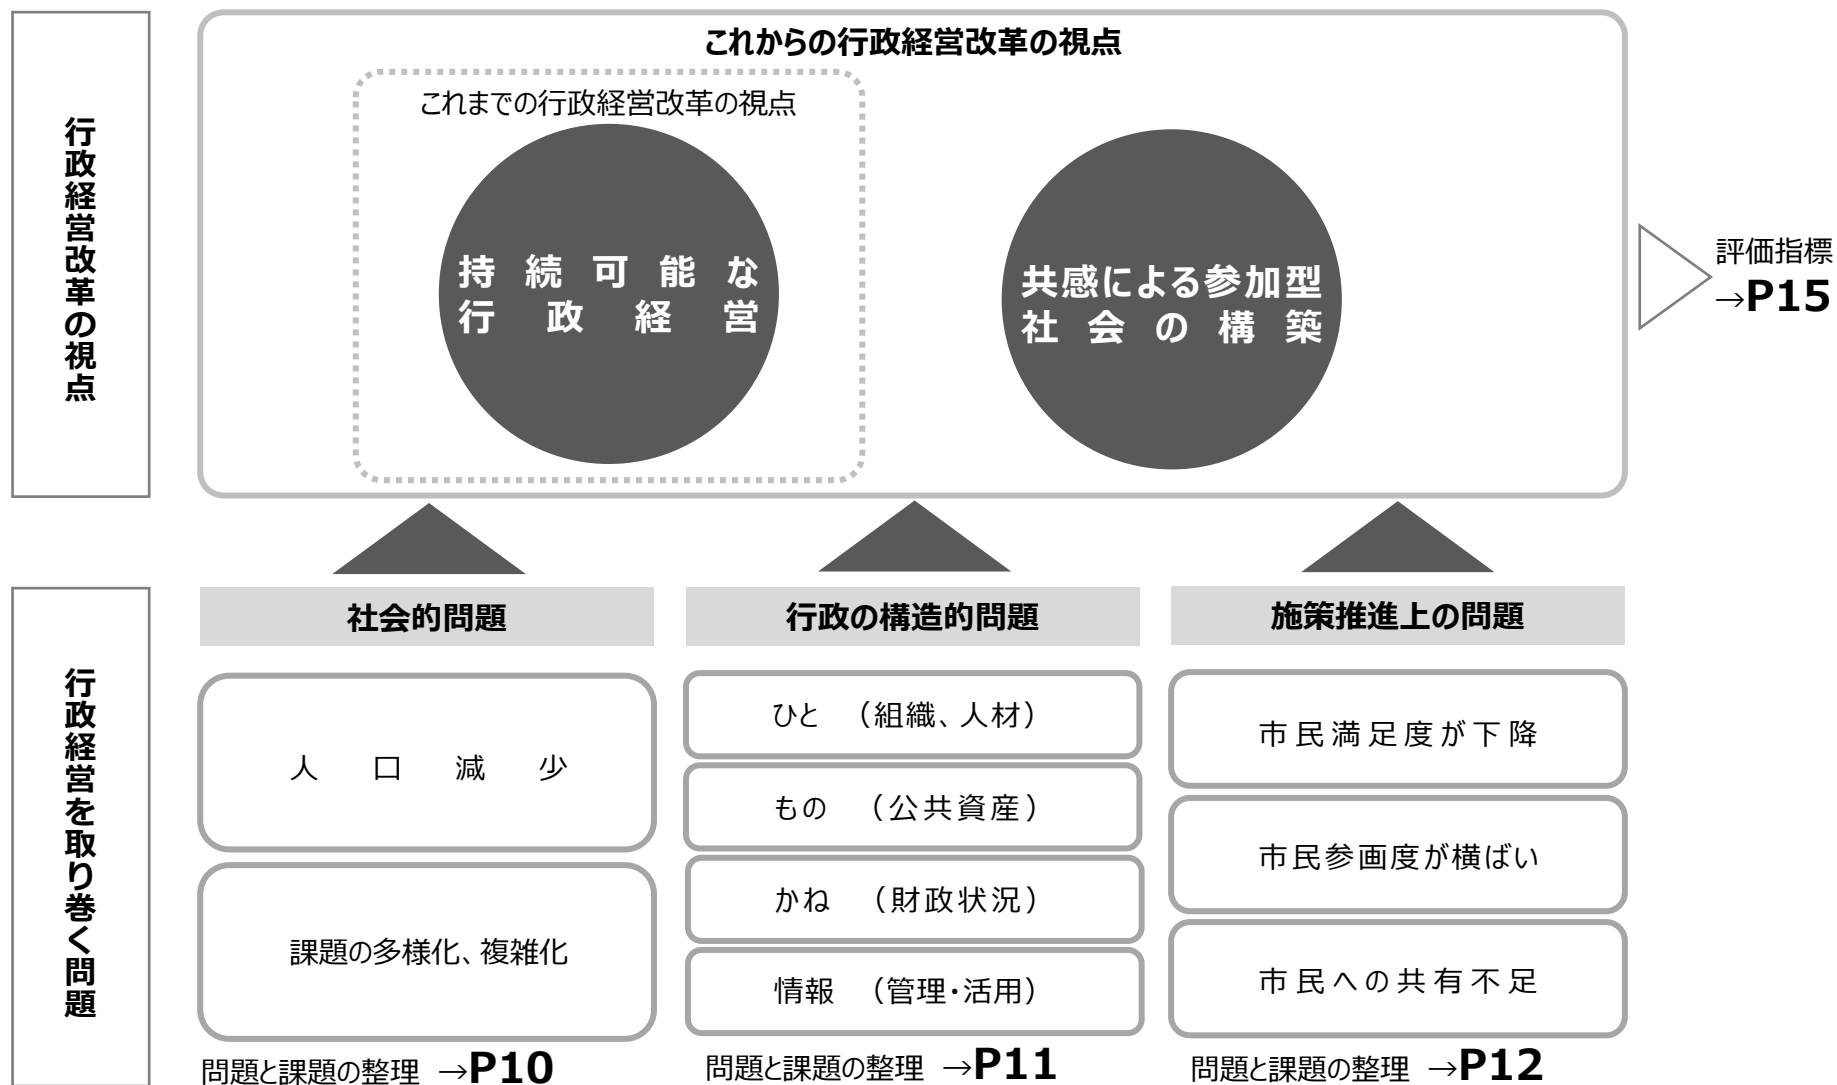 行政経営改革の視点
これからの行政経営改革の視点
これまでの行政経営改革の視点
持続可能な
行政経営
共感による参加型
社会の構築
評価指標
→P15
行政経営を取り巻く問題
社会的問題
人口減少
課題の多様化、複雑化
問題と課題の整理 →P10
行政の構造的問題
ひと （組織、人材）
もの （公共資産）
かね （財政状況）
情報 （管理・活用）
問題と課題の整理 →P11
施策推進上の問題
市民満足度が下降
市民参画度が横ばい
市民への共有不足
問題と課題の整理 →P12